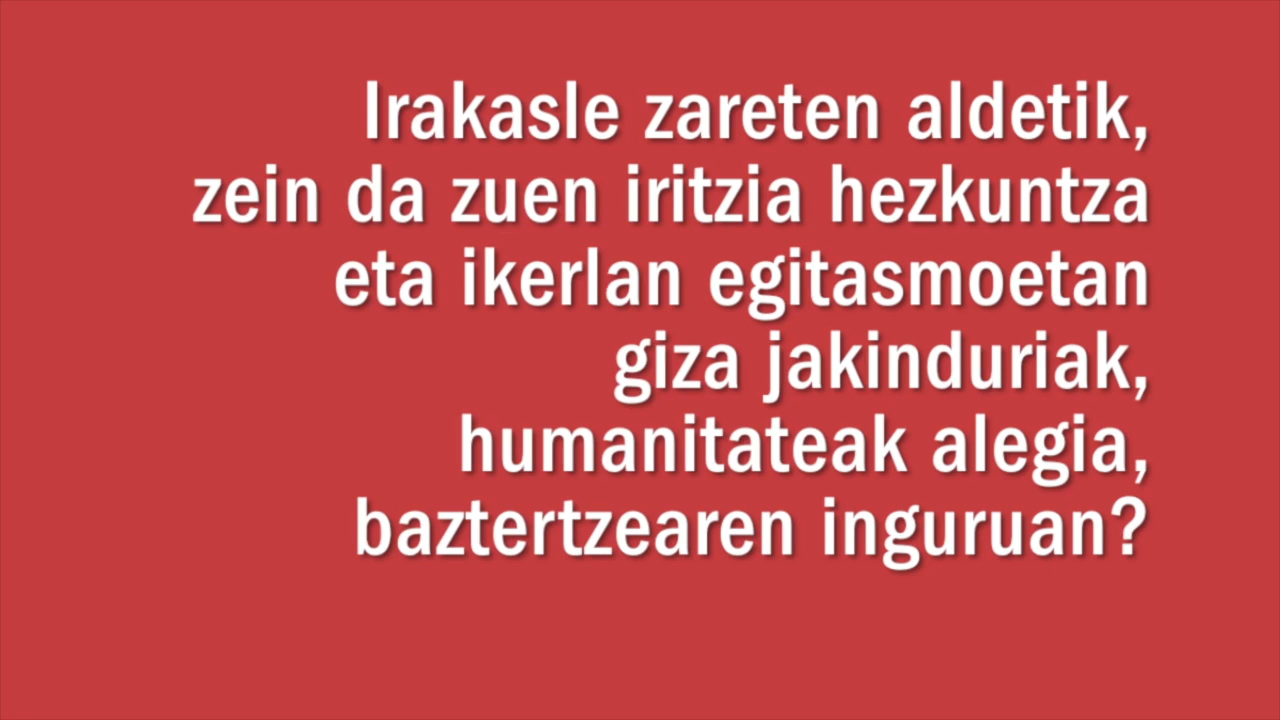 Irakasle zareten aldetik,
zein da zuen iritzia hezkuntza
eta ikerlan egitasmoetan
giza jakinduriak,
humanitateak alegia,
baztertzearen inguruan?